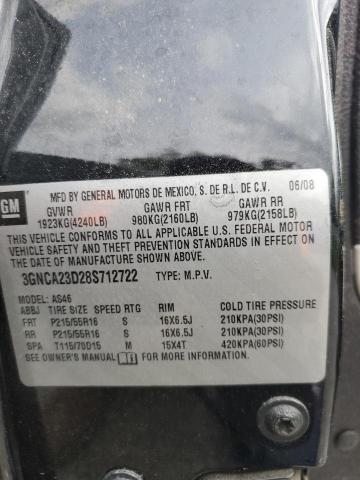 GM
MFD BY GENERAL MOTORS DE MEXICO, S. DE R.L. DE C.V. 06/08
GVWR GAWR FRT GAWR RR
1923KG(4240LB) 980KG(2160LB) 979KG(2158LB)
THIS VEHICLE CONFORMS TO ALL APPLICABLE U.S. FEDERAL MOTOR
VEHICLE SAFETY AND THEFT PREVENTION STANDARDS IN EFFECT ON
THE DATE OF MANUFACTURE SHOWN ABOVE.
3GNCA23D28S712722 TYPE: M.P.V.
MODEL: AS46
ABBJ TIRE SIZE SPEED RTG RIM COLD TIRE PRESSURE
FRT P215/55R16 S 16X6.5J 210KPA(30PSI)
RR P215/55R16 S 16X6.5J 210KPA(30PSI)
SPA T115/70D15 M 15X4T 420KPA(60PSI)
SEE OWNER'S MANUAL FOR MORE INFORMATION.